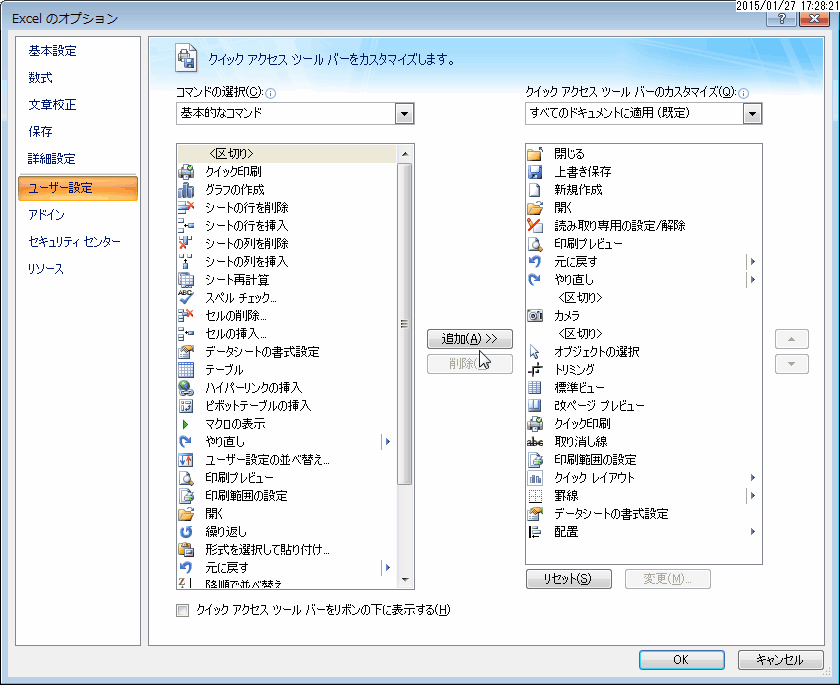 2015/01/27 17:28:21
Excel のオプション
基本設定
数式
文章校正
保存
詳細設定
ユーザー設定
アドイン
セキュリティ センター
リソース
クイック アクセス ツール バーをカスタマイズします。
コマンドの選択(C):
基本的なコマンド
<区切り>
クイック印刷
グラフの作成
シートの行を削除
シートの行を挿入
シートの列を削除
シートの列を挿入
シート再計算
スペル チェック...
セルの削除...
セルの挿入...
データシートの書式設定
テーブル
ハイパーリンクの挿入
ピボットテーブルの挿入
マクロの表示
やり直し
ユーザー設定の並べ替え...
印刷プレビュー
印刷範囲の設定
開く
繰り返し
形式を選択して貼り付け...
元に戻す
降順で並べ替え
クイック アクセス ツール バーをリボンの下に表示する(H)
追加(A) >>
削除(
クイック アクセス ツール バーのカスタマイズ(Q):
すべてのドキュメントに適用 (既定)
閉じる
上書き保存
新規作成
開く
読み取り専用の設定/解除
印刷プレビュー
元に戻す
やり直し
<区切り>
カメラ
<区切り>
オブジェクトの選択
トリミング
標準ビュー
改ページ プレビュー
クイック印刷
取り消し線
印刷範囲の設定
クイック レイアウト
罫線
データシートの書式設定
配置
リセット(S)
変更(M)...
OK
キャンセル